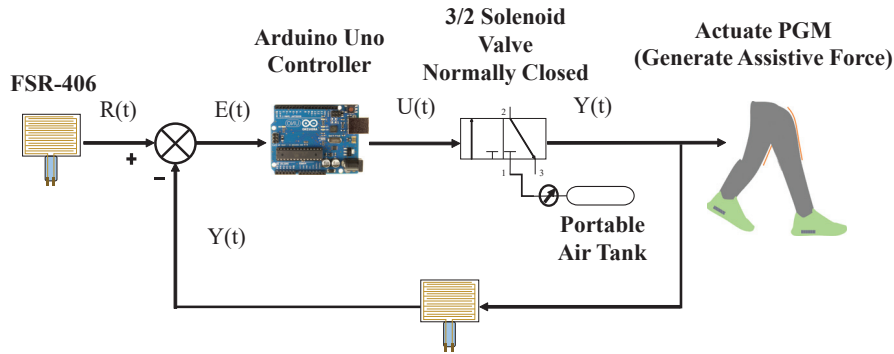 3/2 Solenoid
Valve
Normally Closed
Arduino Uno
Controller
Actuate PGM
(Generate Assistive Force)
FSR-406
R(t)
E(t)
U(t)
Y(t)
+
−
2
1
3
Y(t)
Portable
Air Tank